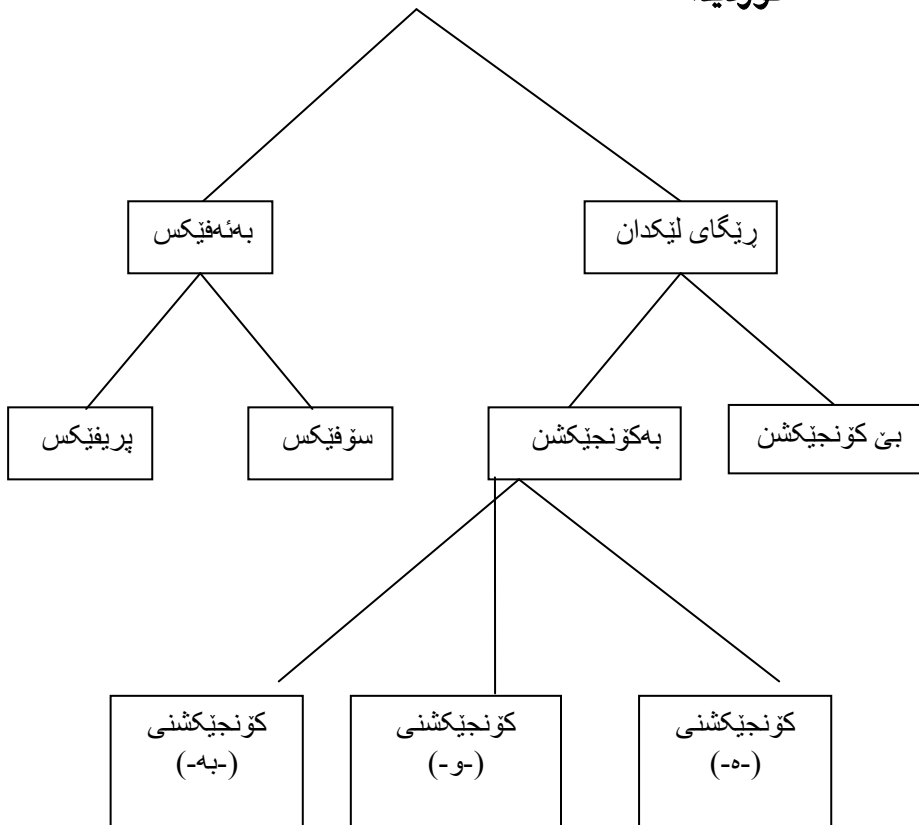 ڕێگای لێکدان
بەئەفێکس
بێ کۆنجێکشن
بەکۆنجێکشن
سۆفێکس
پریفێکس
کۆنجێکشنی
(-ە-)
کۆنجێکشنی
(-و-)
کۆنجێکشنی
(-بە-)